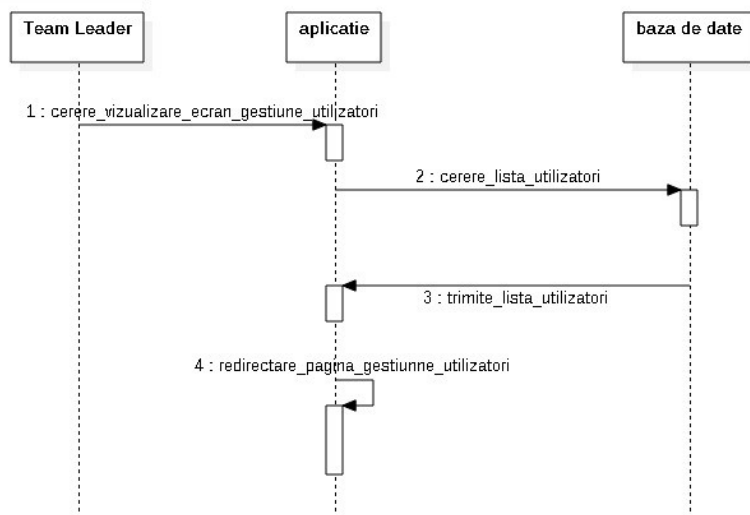 Team Leader
aplicatie
baza de date
1 : cerere_vizualizare_ecran_gestiune_utilizatori
2 : cerere_lista_utilizatori
3 : trimite_lista_utilizatori
4 : redirectare_pagina_gestiunne_utilizatori